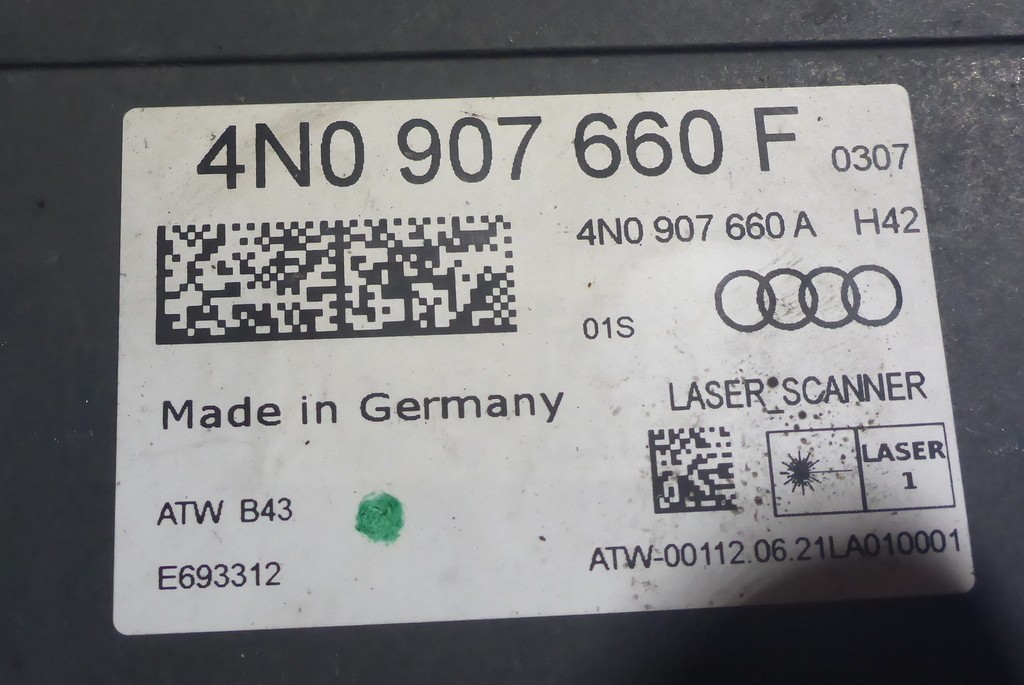 4N0 907 660 F 0307
4N0 907 660 A H42
01S
Made in Germany
LASER_SCANNER
LASER
1
ATW B43
E693312
ATW-00112.06.21LA010001